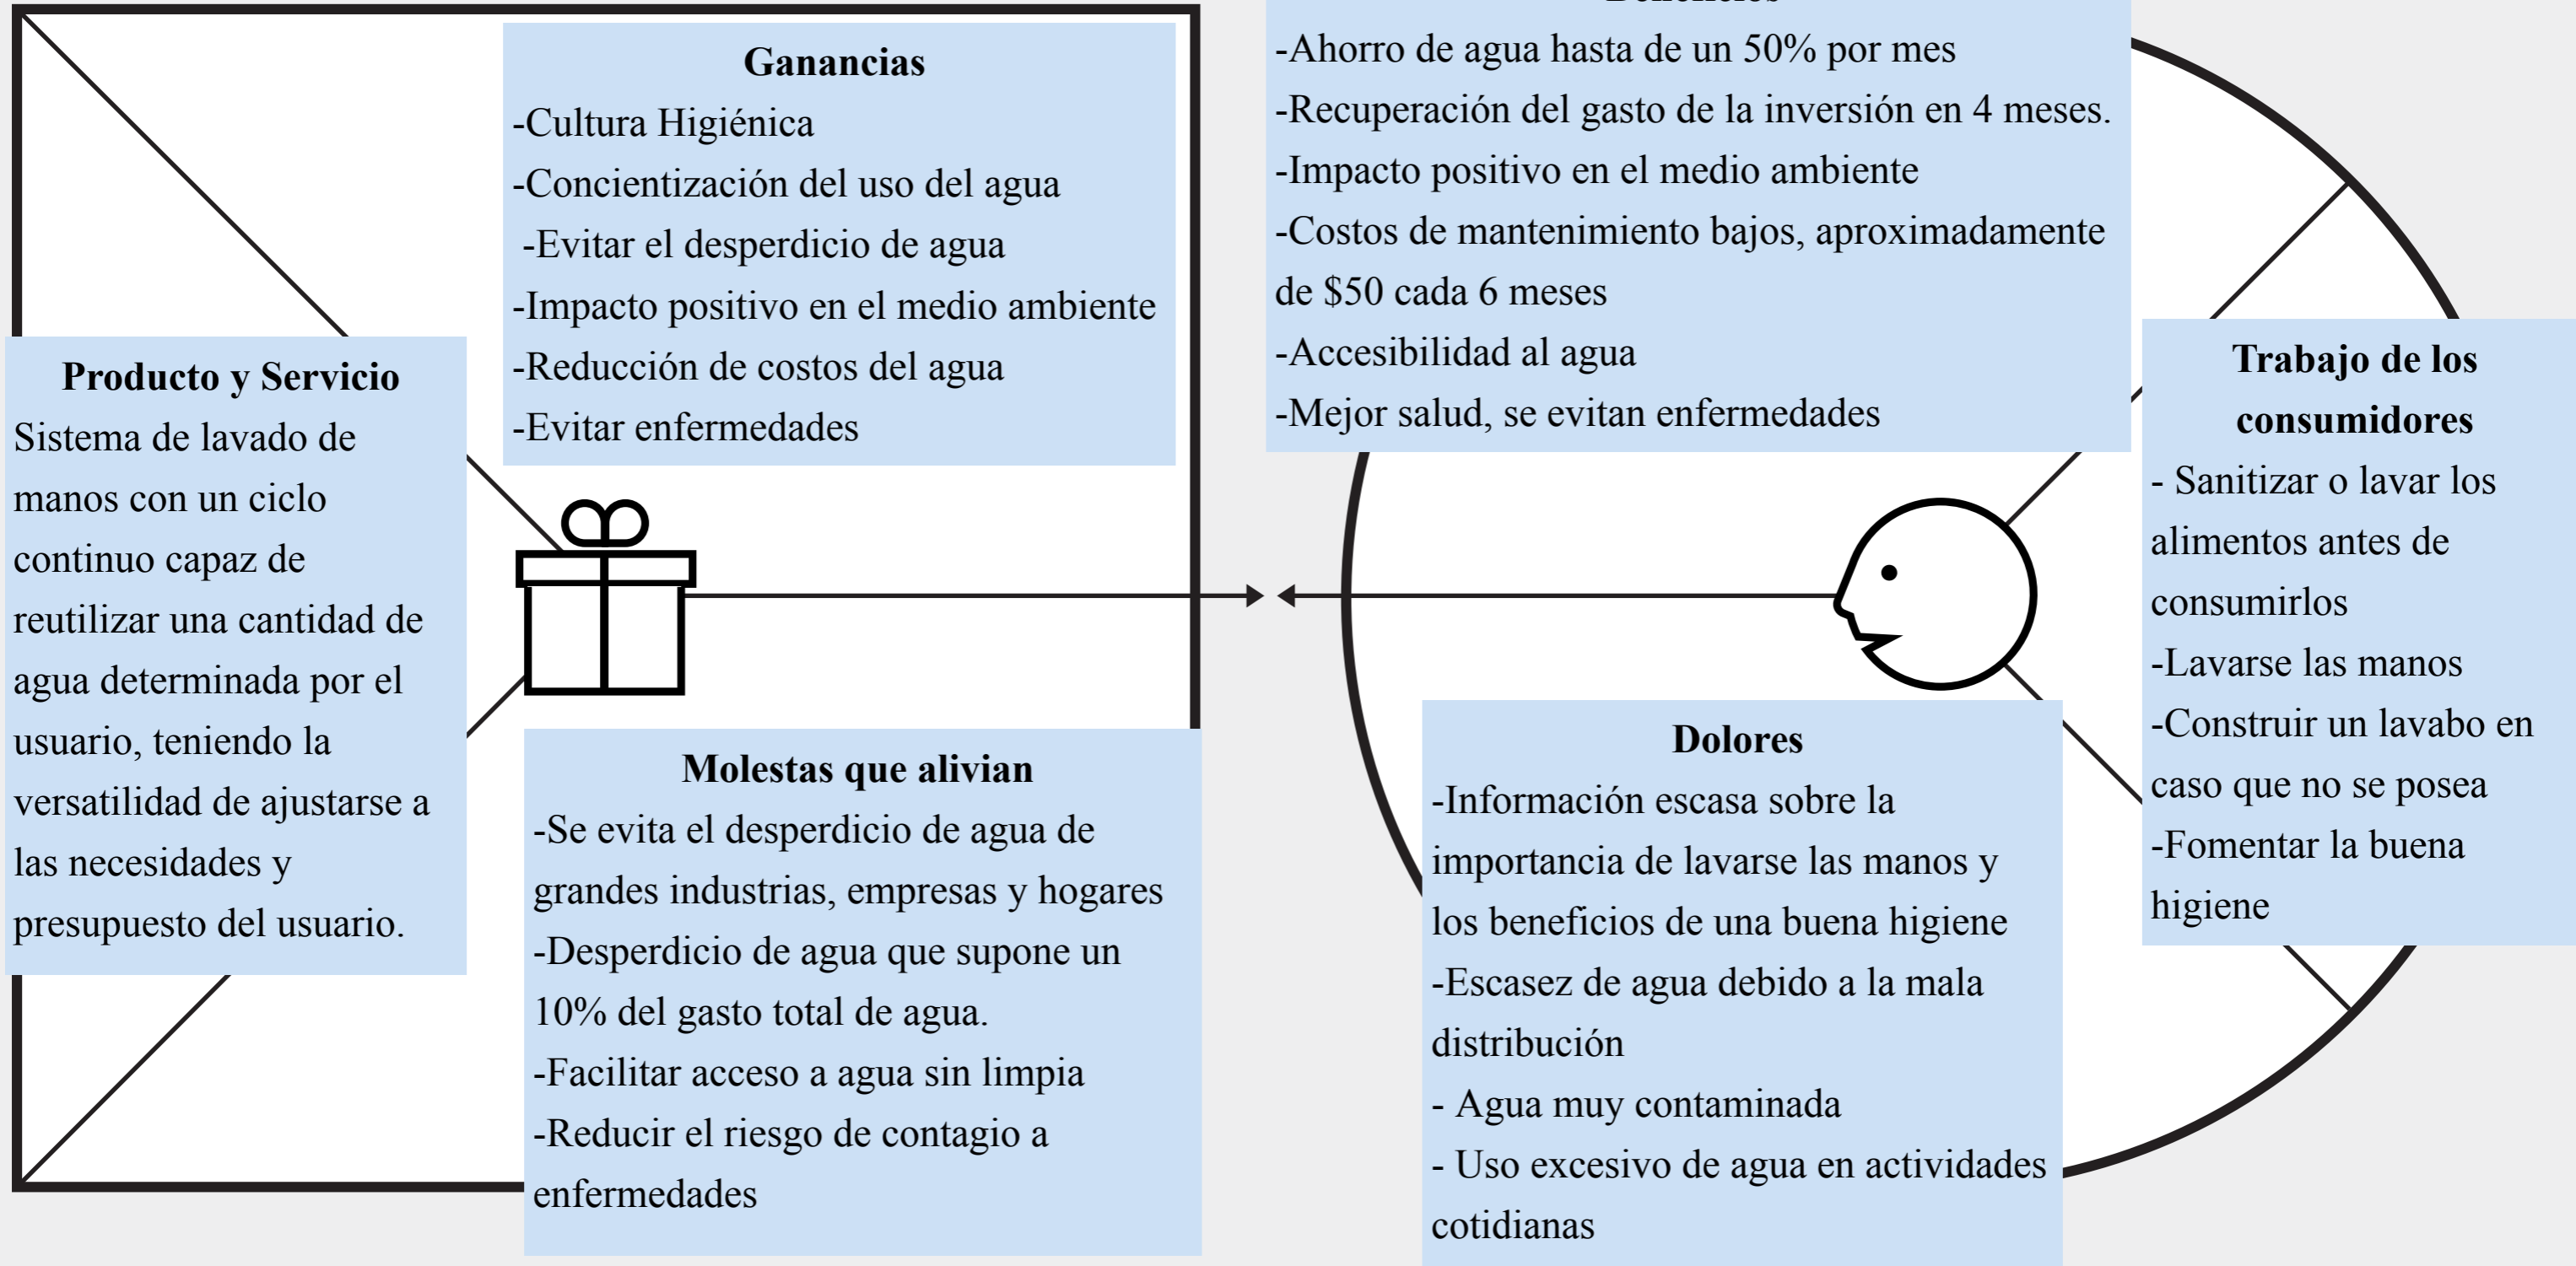 Ganancias
-Cultura Higiénica
-Concientización del uso del agua
-Evitar el desperdicio de agua
-Impacto positivo en el medio ambiente
-Reducción de costos del agua
-Evitar enfermedades
Producto y Servicio
Sistema de lavado de
manos con un ciclo
continuo capaz de
reutilizar una cantidad de
agua determinada por el
usuario, teniendo la
versatilidad de ajustarse a
las necesidades y
presupuesto del usuario.
Molestas que alivian
-Se evita el desperdicio de agua de
grandes industrias, empresas y hogares
-Desperdicio de agua que supone un
10% del gasto total de agua.
-Facilitar acceso a agua sin limpia
-Reducir el riesgo de contagio a
enfermedades
-Ahorro de agua hasta de un 50% por mes
-Recuperación del gasto de la inversión en 4 meses.
-Impacto positivo en el medio ambiente
-Costos de mantenimiento bajos, aproximadamente
de $50 cada 6 meses
-Accesibilidad al agua
-Mejor salud, se evitan enfermedades
Trabajo de los
consumidores
- Sanitizar o lavar los
alimentos antes de
consumirlos
-Lavarse las manos
-Construir un lavabo en
caso que no se posea
-Fomentar la buena
higiene
Dolores
-Información escasa sobre la
importancia de lavarse las manos y
los beneficios de una buena higiene
-Escasez de agua debido a la mala
distribución
- Agua muy contaminada
- Uso excesivo de agua en actividades
cotidianas